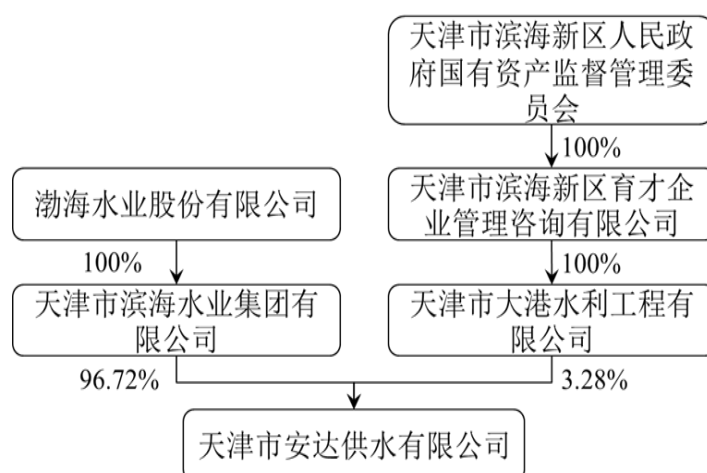 天津市滨海新区人民政
府国有资产监督管理委
员会
100%
渤海水业股份有限公司
天津市滨海新区育才企
业管理咨询有限公司
100%
100%
天津市滨海水业集团有
限公司
天津市大港水利工程有
限公司
96.72%
3.28%
天津市安达供水有限公司